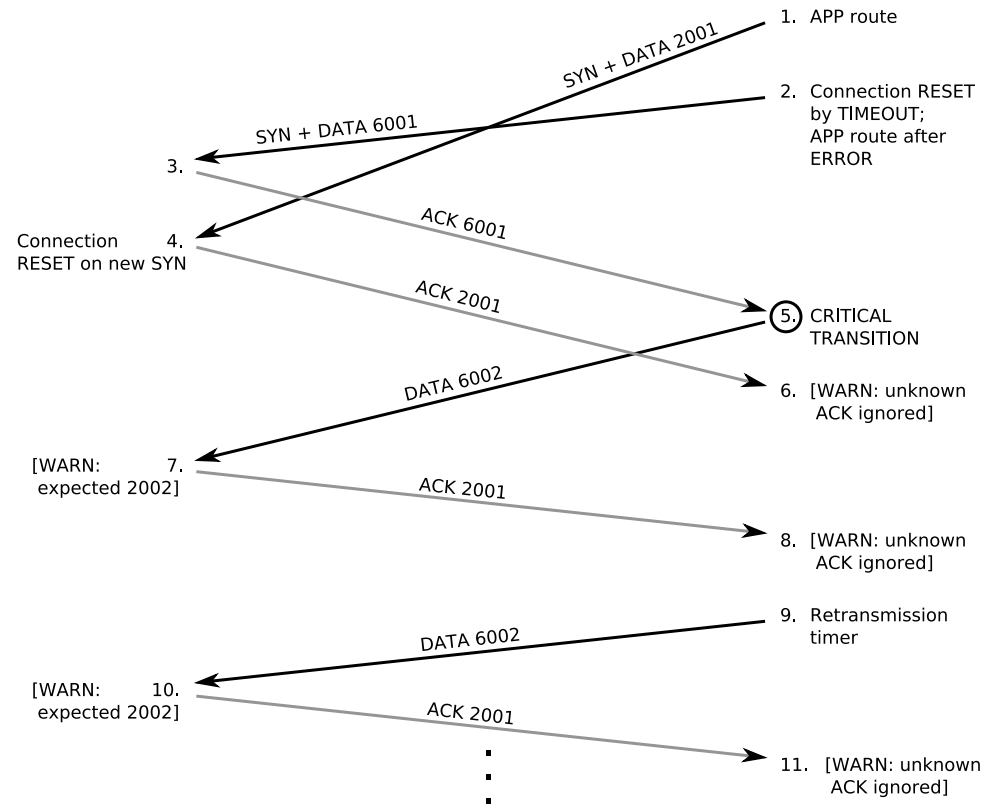 1. APP route
SYN + DATA 2001
2. Connection RESET
by TIMEOUT;
APP route after
ERROR
SYN + DATA 6001
3.
ACK 6001
Connection 4.
RESET on new SYN
ACK 2001
5. CRITICAL
TRANSITION
DATA 6002
6. [WARN: unknown
ACK ignored]
[WARN: 7.
expected 2002]
ACK 2001
8. [WARN: unknown
ACK ignored]
9. Retransmission
timer
DATA 6002
[WARN: 10.
expected 2002]
ACK 2001
11. [WARN: unknown
ACK ignored]